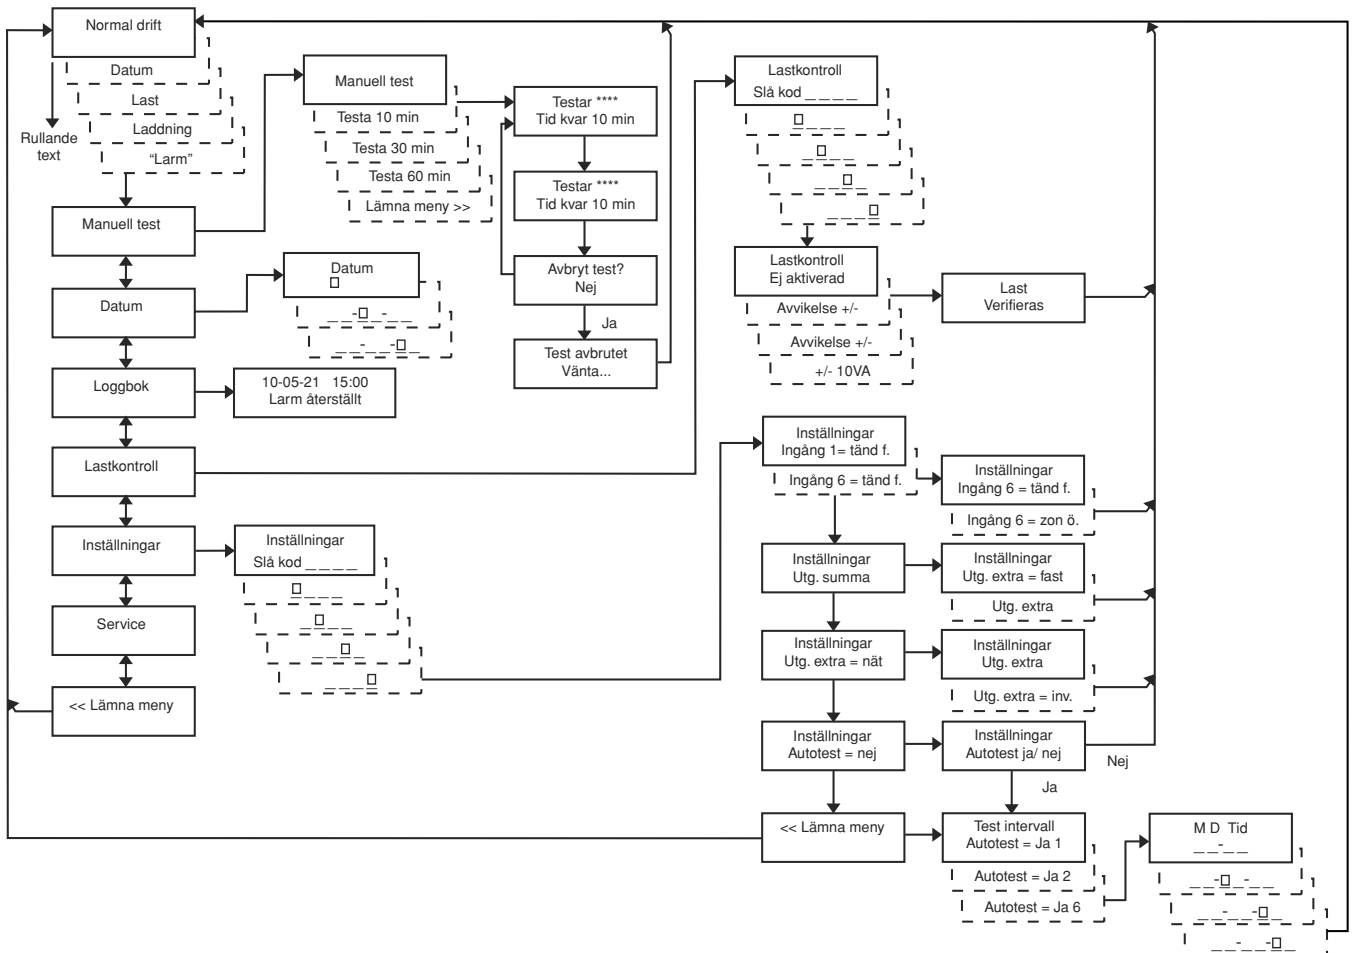 Normal drift
Datum
Last
Laddning
“Larm”
Rullande
text
Manuell test
Datum
Loggbok
Lastkontroll
Inställningar
Service
<< Lämna meny
Manuell test
Testa 10 min
Testa 30 min
Testa 60 min
Lämna meny >>
Testar ****
Tid kvar 10 min
Testar ****
Tid kvar 10 min
Avbryt test?
Nej
Ja
Test avbrutet
Vänta...
Datum
10-05-21 15:00
Larm återställt
Inställningar
Slå kod _ _ _ _
Lastkontroll
Slå kod _ _ _ _
Lastkontroll
Ej aktiverad
Avvikelse +/-
Avvikelse +/-
+/- 10VA
Last
Verifieras
Inställningar
Ingång 1= tänd f.
Ingång 6 = tänd f.
Inställningar
Ingång 6 = tänd f.
Ingång 6 = zon ö.
Inställningar
Utg. summa
Inställningar
Utg. extra = fast
Utg. extra
Inställningar
Utg. extra = nät
Inställningar
Utg. extra
Utg. extra = inv.
Inställningar
Autotest = nej
Inställningar
Autotest ja/ nej
Nej
Ja
<< Lämna meny
Test intervall
Autotest = Ja 1
Autotest = Ja 2
Autotest = Ja 6
M D Tid
_ _-_ _